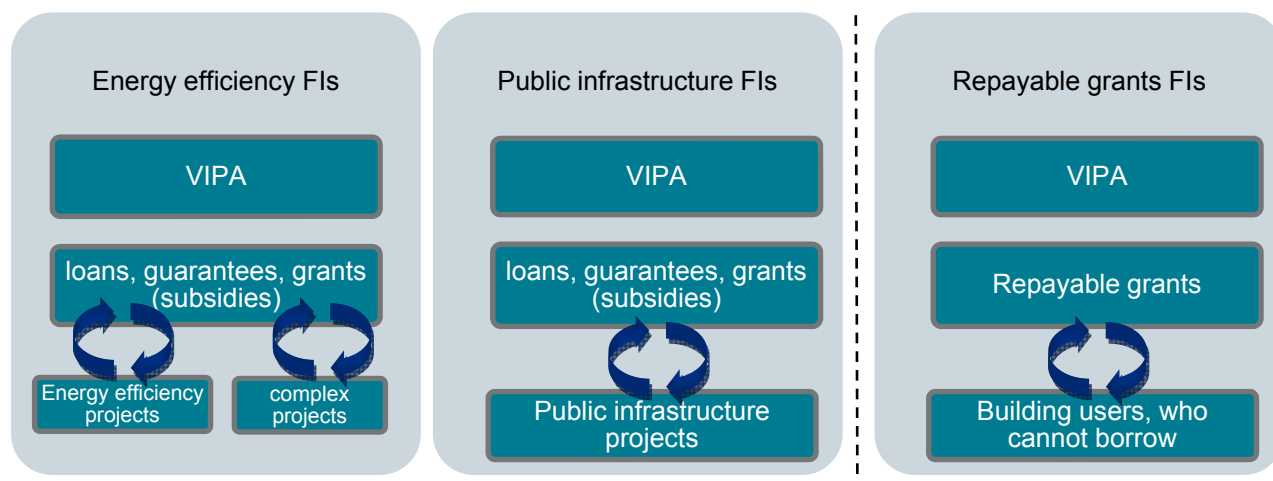 Energy efficiency FIs
VIPA
loans, guarantees, grants
(subsidies)
Energy efficiency
projects
complex
projects
Public infrastructure FIs
VIPA
loans, guarantees, grants
(subsidies)
Public infrastructure
projects
Repayable grants FIs
VIPA
Repayable grants
Building users, who
cannot borrow